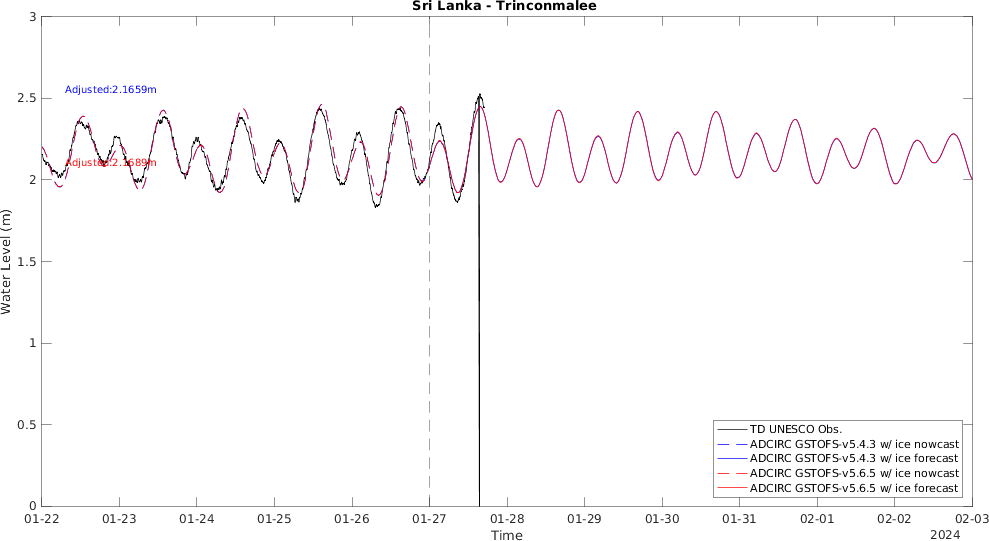 Sri Lanka - Trinconmalee
3
2.5
2
1.5
1
0.5
0
Water Level (m)
Adjusted:2.1659m
Adjusted:2.1689m
TD UNESCO Obs.
ADCIRC GSTOFS-v5.4.3 w/ ice nowcast
ADCIRC GSTOFS-v5.4.3 w/ ice forecast
ADCIRC GSTOFS-v5.6.5 w/ ice nowcast
ADCIRC GSTOFS-v5.6.5 w/ ice forecast
01-22 01-23 01-24 01-25 01-26 01-27 01-28 01-29 01-30 01-31 02-01 02-02 02-03
Time
2024